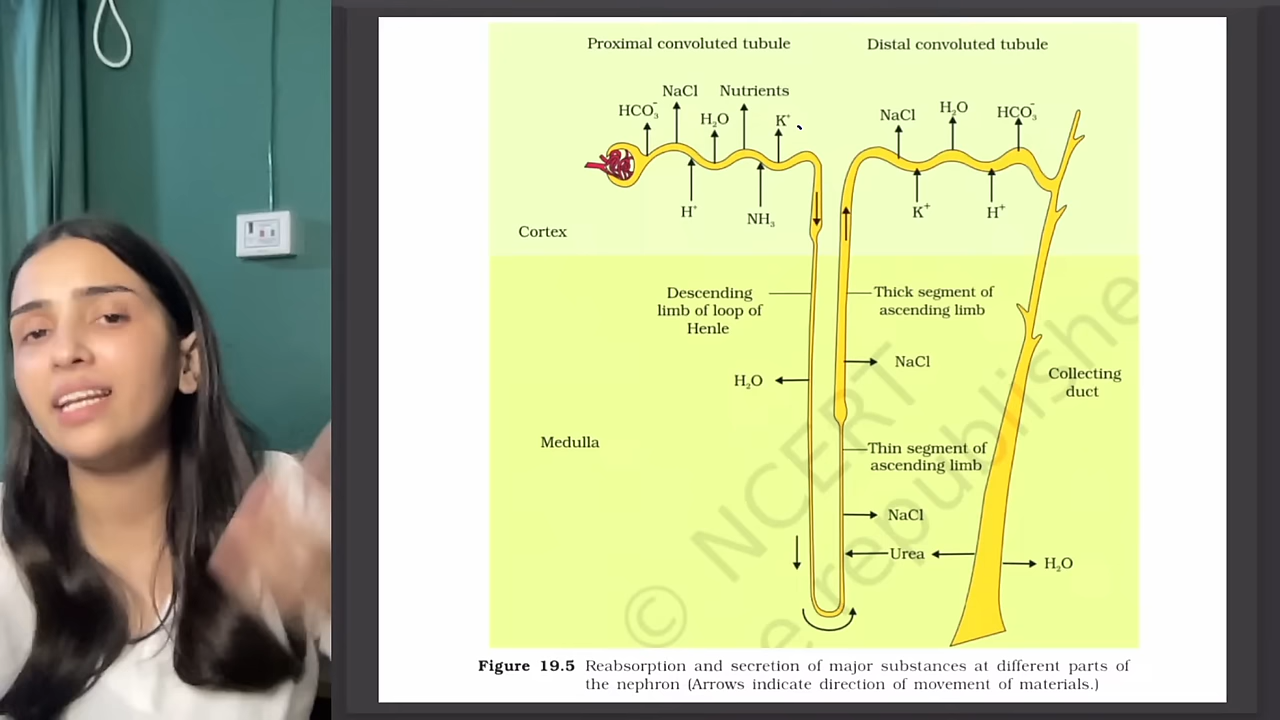 Proximal convoluted tubule
Distal convoluted tubule
NaCl
Nutrients
HCO₃⁻
H₂O
K⁺
NaCl
H₂O
HCO₃⁻
H⁺
NH₃
K⁺
H⁺
Cortex
Descending
limb of loop of
Henle
Thick segment of
ascending limb
NaCl
H₂O
Collecting
duct
Medulla
Thin segment of
ascending limb
NaCl
Urea
H₂O
© NCERT
republishe
Figure 19.5 Reabsorption and secretion of major substances at different parts of
the nephron (Arrows indicate direction of movement of materials.)